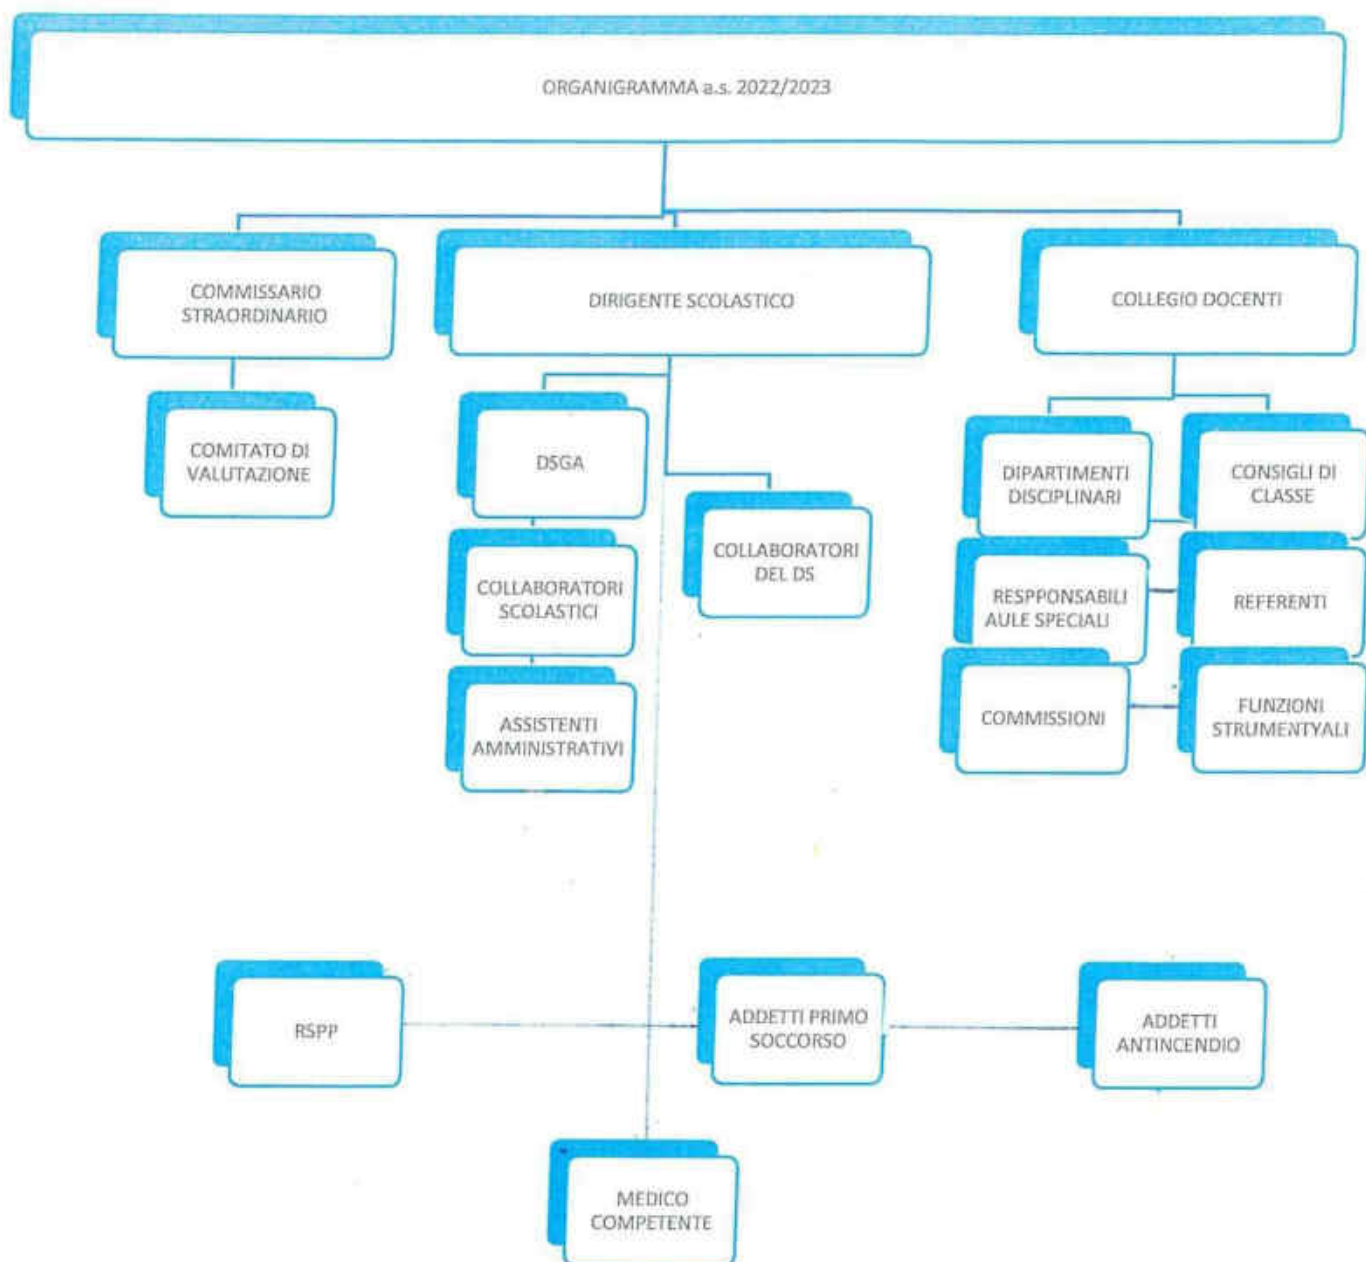 ORGANIGRAMMA a.s. 2022/2023
COMMISSARIO
STRAORDINARIO
DIRIGENTE SCOLASTICO
COLLEGIO DOCENTI
COMITATO DI
VALUTAZIONE
DSGA
COLLABORATORI
DEL DS
COLLABORATORI
SCOLASTICI
ASSISTENTI
AMMINISTRATIVI
DIPARTIMENTI
DISCIPLINARI
CONSIGLI DI
CLASSE
RESPPONSABILI
AULE SPECIALI
REFERENTI
COMMISSIONI
FUNZIONI
STRUMENTYALI
RSPP
ADDETTI PRIMO
SOCCORSO
ADDETTI
ANTINCENDIO
MEDICO
COMPETENTE